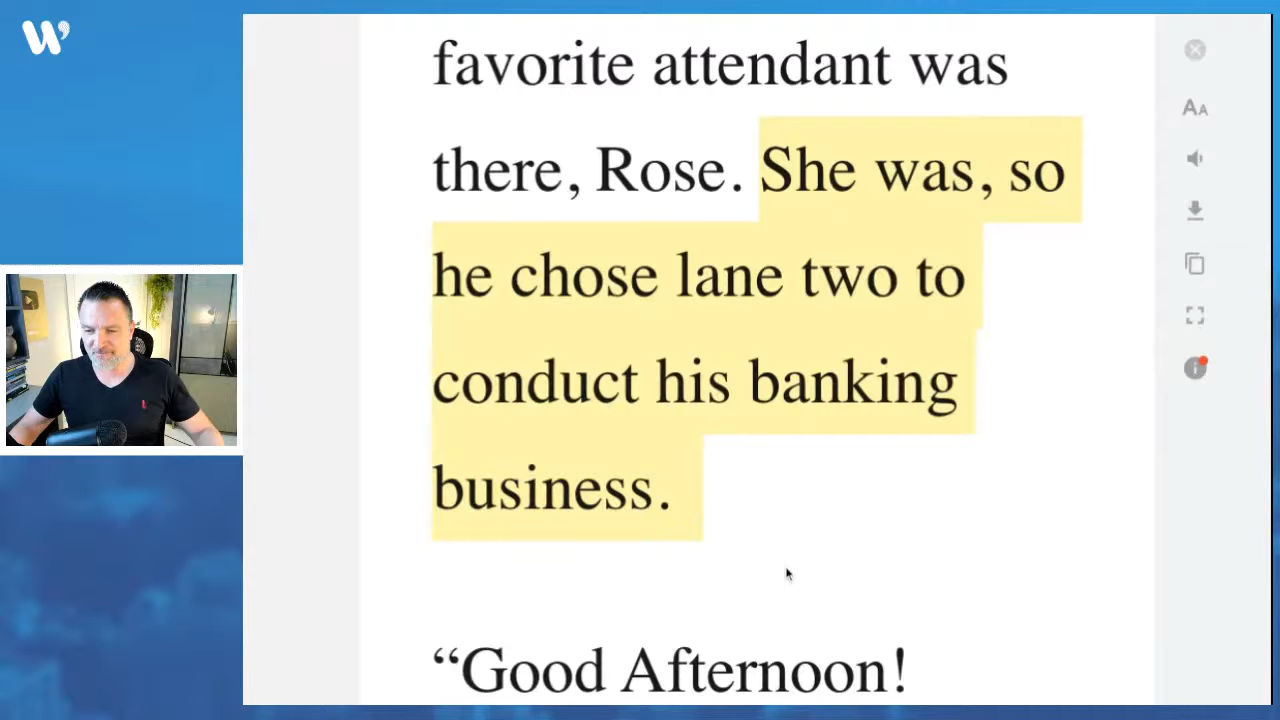 favorite attendant was
there, Rose. She was, so
he chose lane two to
conduct his banking
business.
“Good Afternoon!
AA